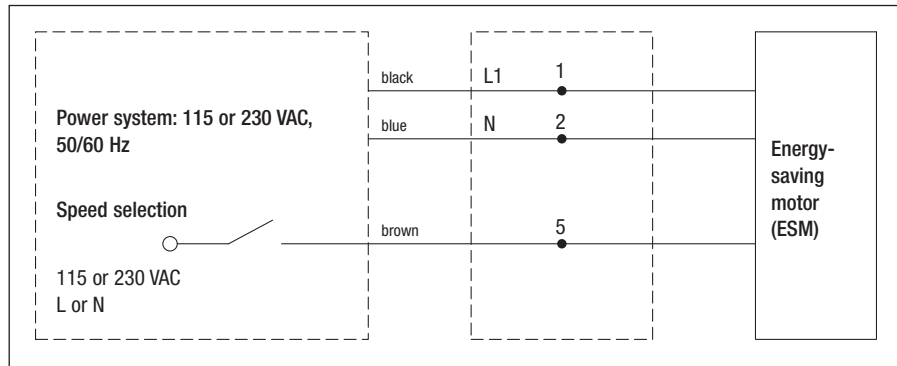 black
L1
1
Power system: 115 or 230 VAC,
50/60 Hz
blue
N
2
Energy-
saving
motor
(ESM)
Speed selection
brown
5
115 or 230 VAC
L or N